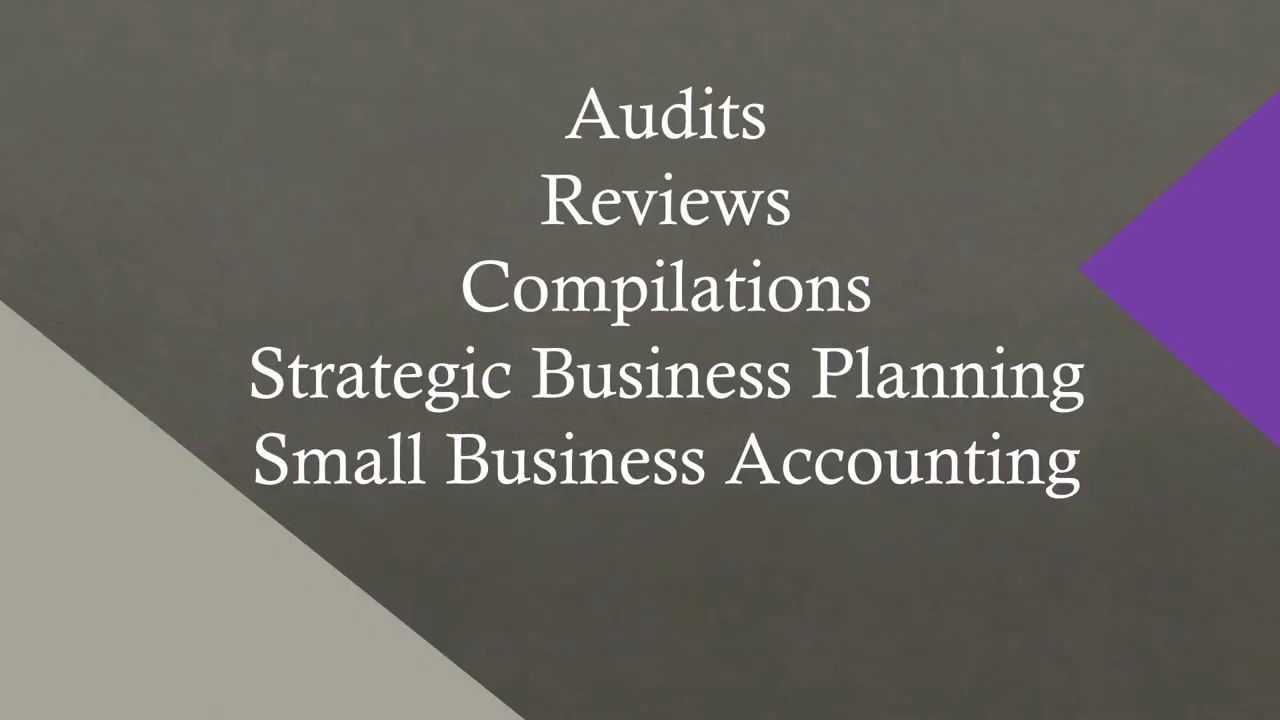 Audits
Reviews
Compilations
Strategic Business Planning
Small Business Accounting